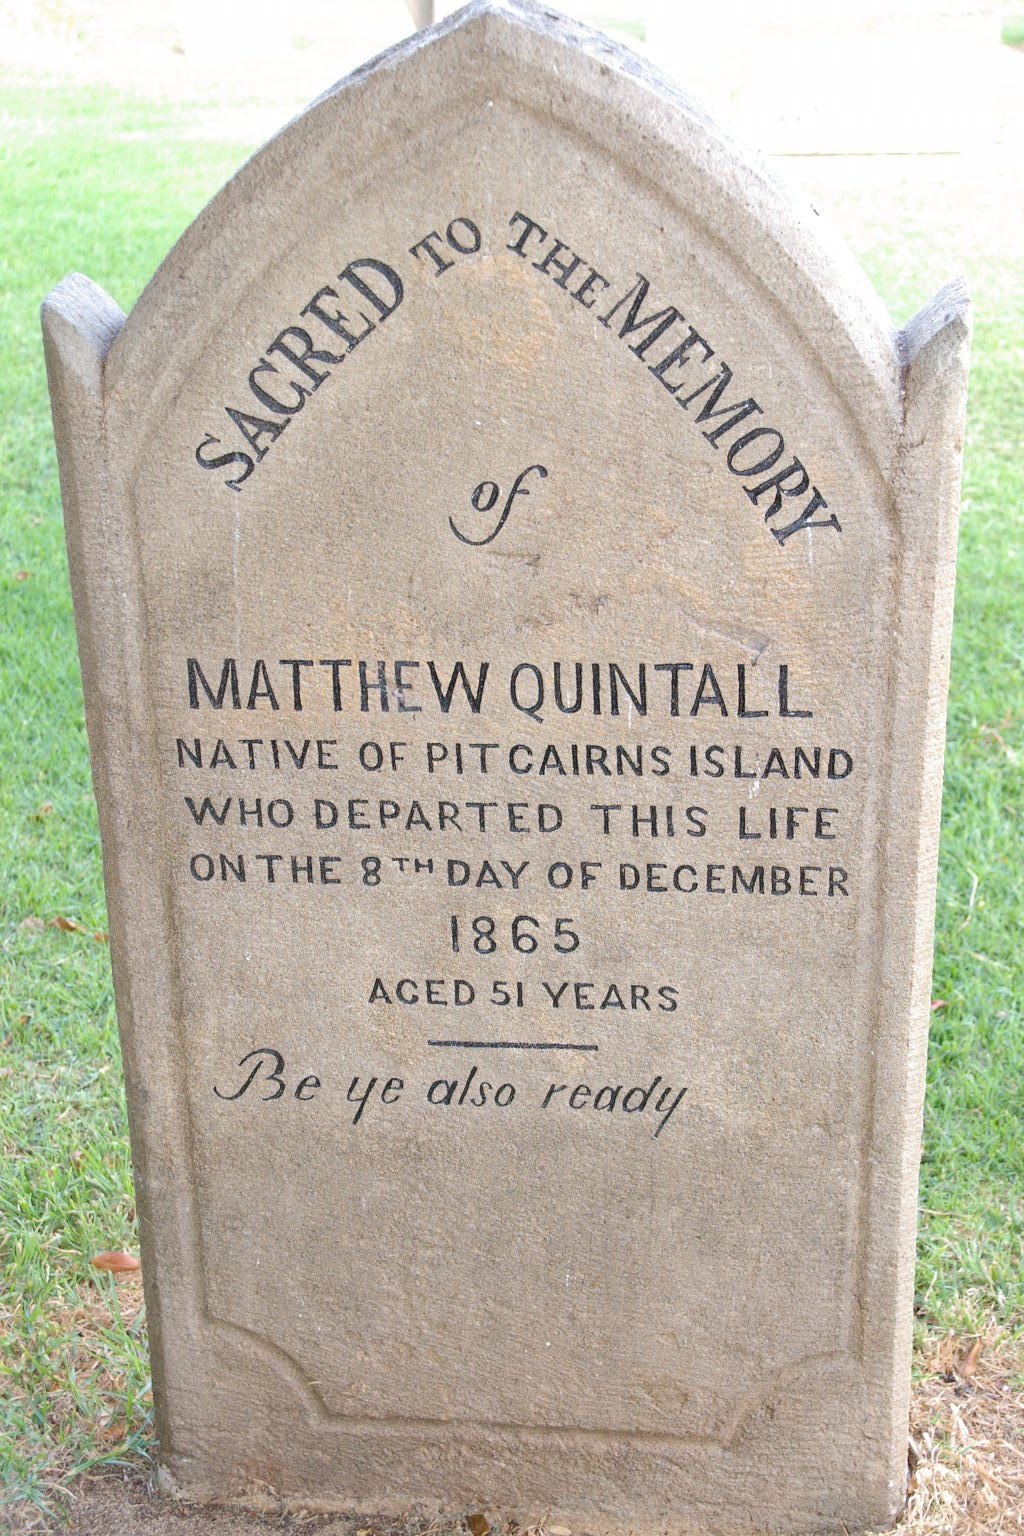 SACRED TO THE MEMORY
of
MATTHEW QUINTALL
NATIVE OF PITCAIRNS ISLAND
WHO DEPARTED THIS LIFE
ON THE 8TH DAY OF DECEMBER
1865
AGED 51 YEARS
Be ye also ready